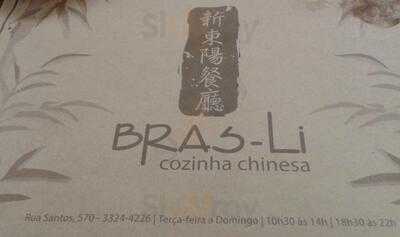 新東陽餐廳
BRAS-Li
cozinha chinesa
Rua Santos, 570 - 3324-4226 | Terça-feira a Domingo | 10h30 às 14h | 18h30 às 22h